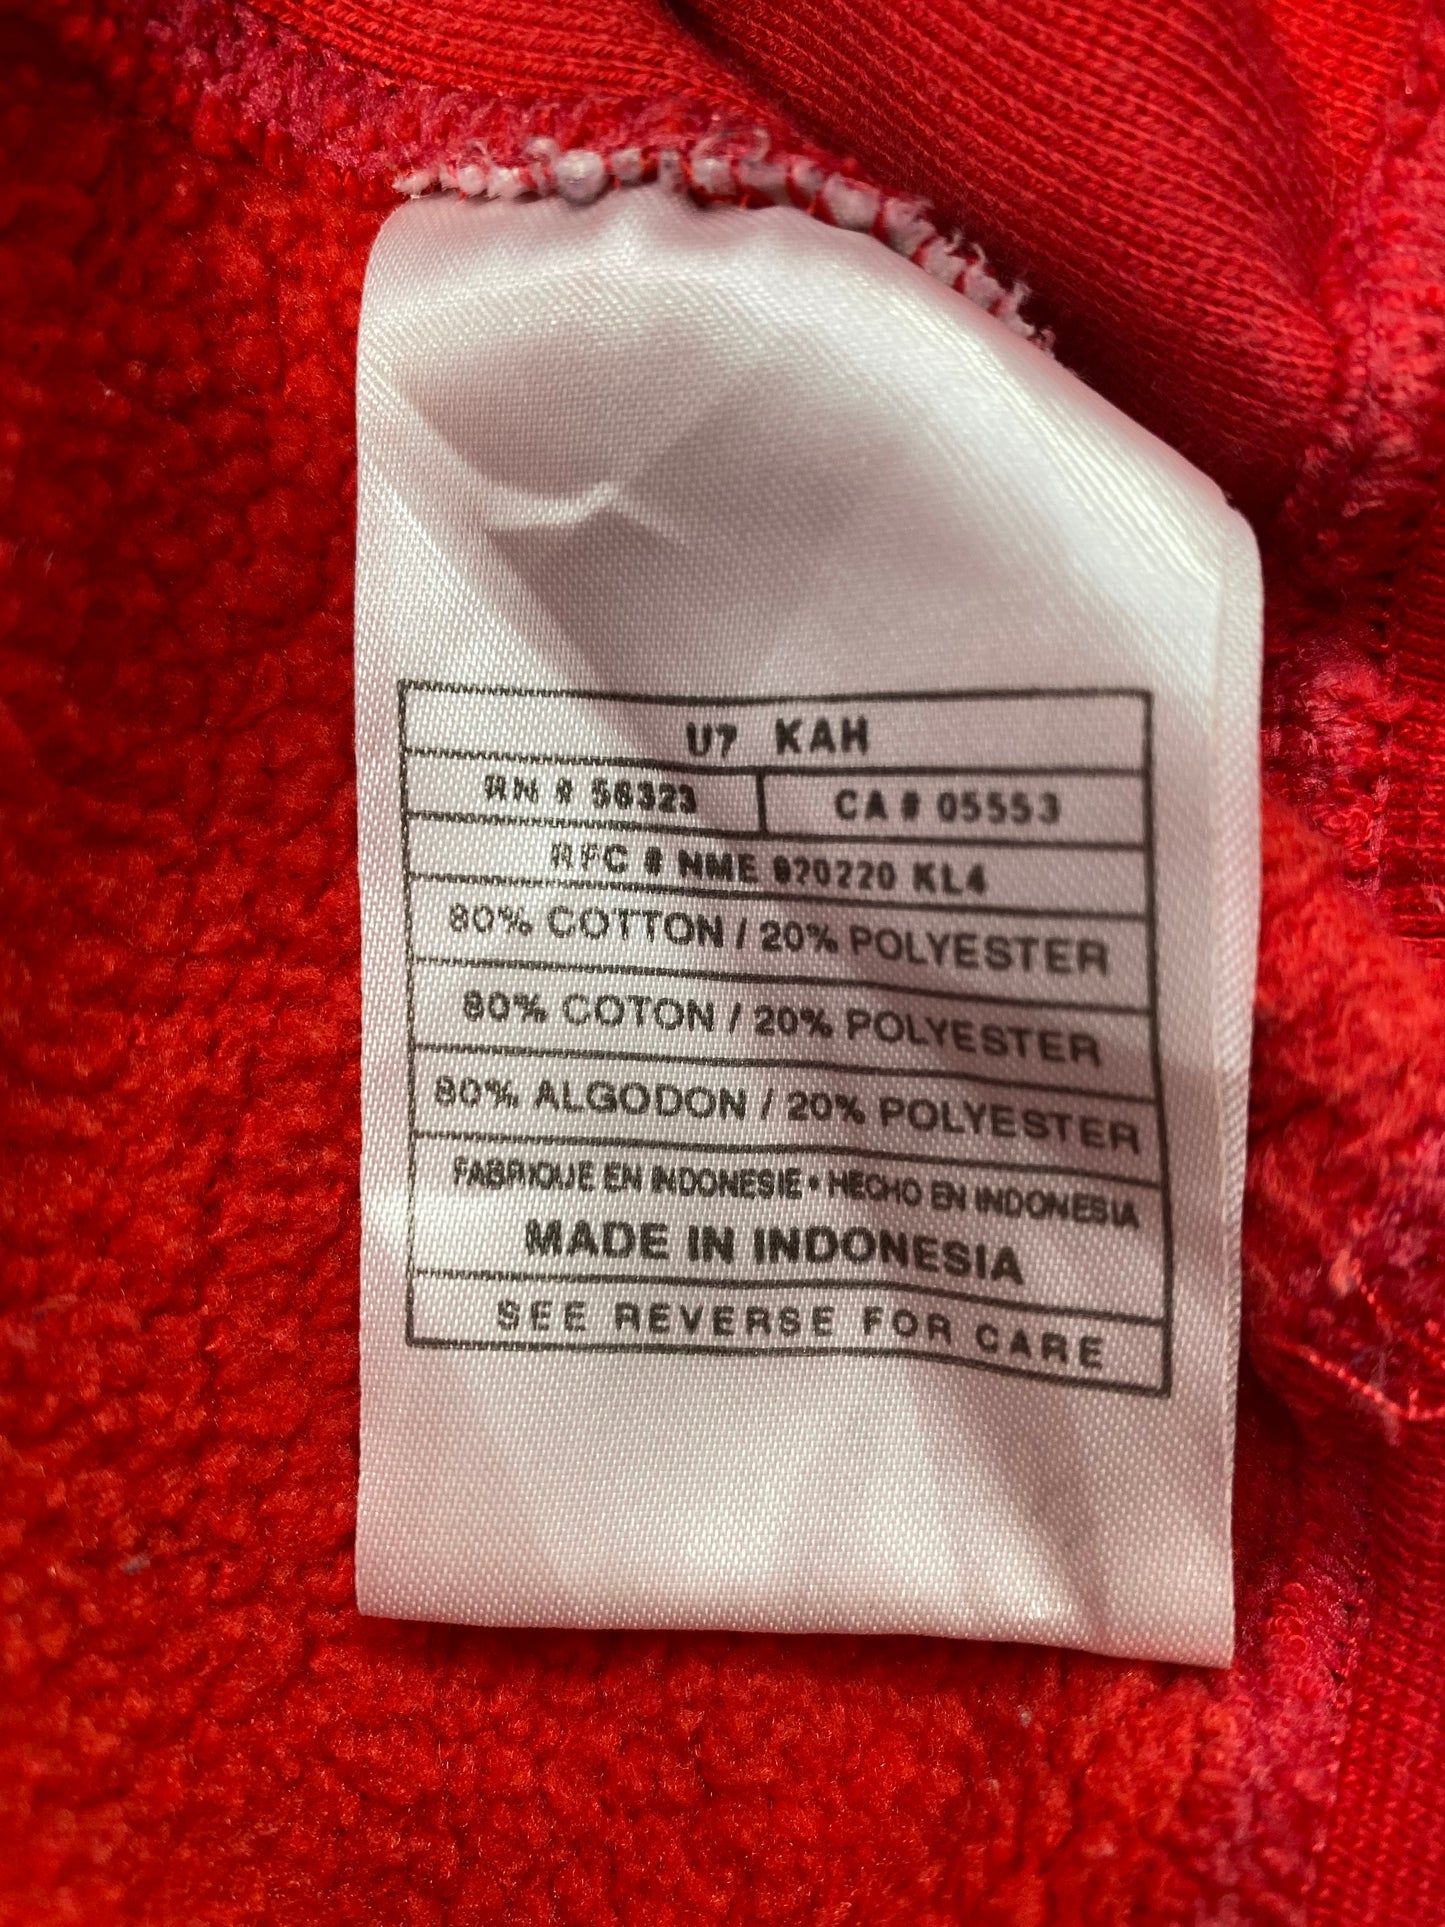 U7 KAH
RN # 56323 CA # 05553
RFC # NME 920220 KL4
80% COTTON / 20% POLYESTER
80% COTON / 20% POLYESTER
80% ALGODON / 20% POLYESTER
FABRIQUE EN INDONESIE • HECHO EN INDONESIA
MADE IN INDONESIA
SEE REVERSE FOR CARE